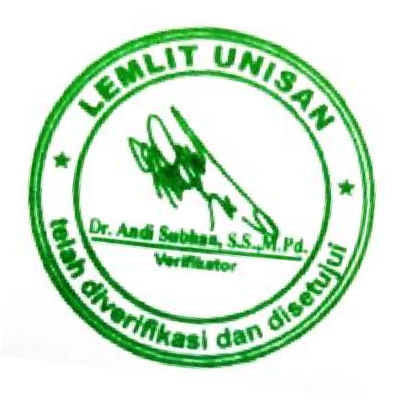 LEMLIT UNISAN
Dr. Andi Subhan, S.S.,M.Pd.
Verifikator
telah diverifikasi dan disetujui